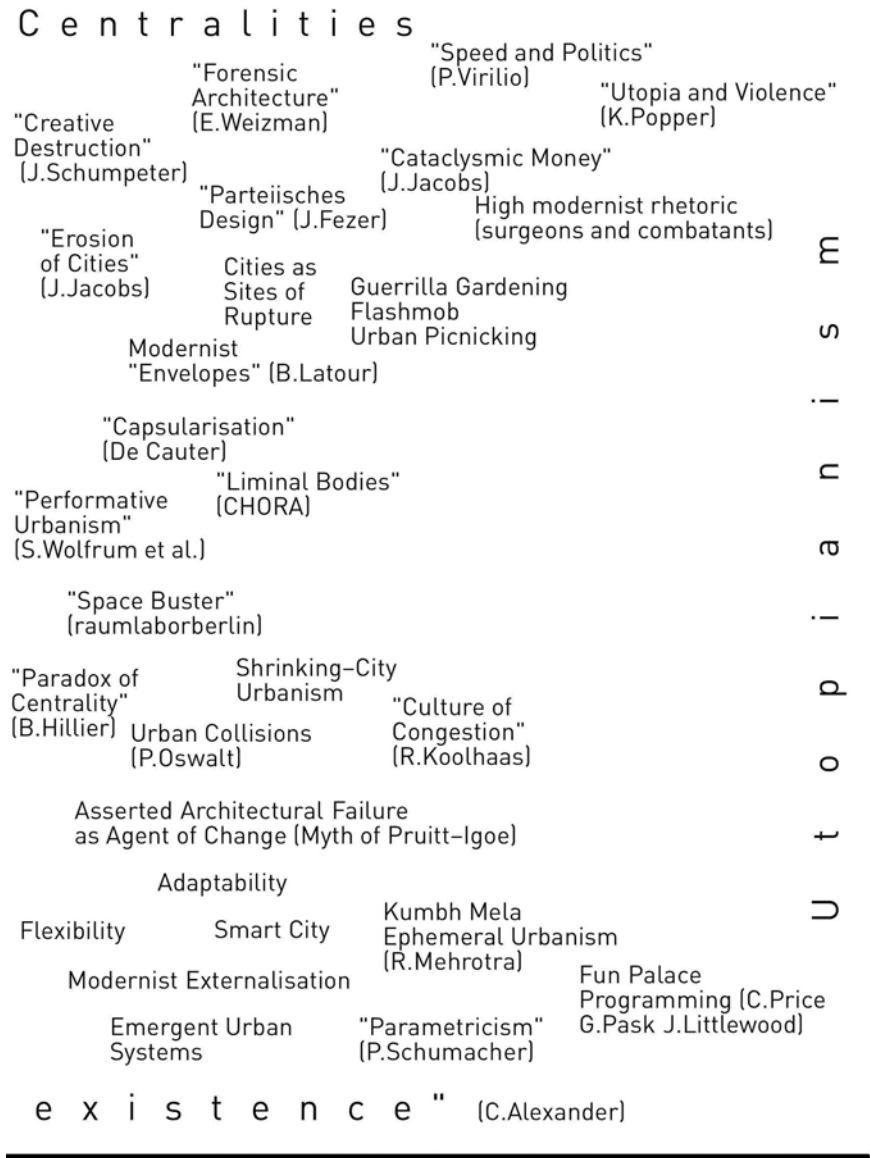 Centralities
"Speed and Politics"
(P.Virilio)
"Forensic
Architecture"
(E.Weizman)
"Utopia and Violence"
(K.Popper)
"Creative
Destruction"
(J.Schumpeter)
"Cataclysmic Money"
(J.Jacobs)
"Parteiisches
Design" (J.Fezer)
High modernist rhetoric
(surgeons and combatants)
"Erosion
of Cities"
(J.Jacobs)
Cities as
Sites of
Rupture
Guerrilla Gardening
Flashmob
Urban Picnicking
Modernist
"Envelopes" (B.Latour)
"Capsularisation"
(De Cauter)
"Liminal Bodies"
(CHORA)
"Performative
Urbanism"
(S.Wolfrum et al.)
"Space Buster"
(raumlaborberlin)
Shrinking–City
Urbanism
"Paradox of
Centrality"
(B.Hillier)
"Culture of
Congestion"
(R.Koolhaas)
Urban Collisions
(P.Oswalt)
Asserted Architectural Failure
as Agent of Change (Myth of Pruitt–Igoe)
Adaptability
Flexibility
Smart City
Kumbh Mela
Ephemeral Urbanism
(R.Mehrotra)
Modernist Externalisation
Fun Palace
Programming (C.Price
G.Pask J.Littlewood)
Emergent Urban
Systems
"Parametricism"
(P.Schumacher)
existence" (C.Alexander)
Utopianism